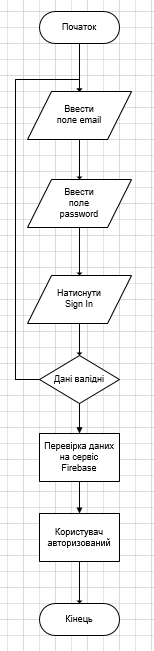 Початок
Ввести
поле email
Ввести
поле
password
Натиснути
Sign In
Дані валідні
Перевірка даних
на сервіс
Firebase
Користувач
авторизований
Кінець